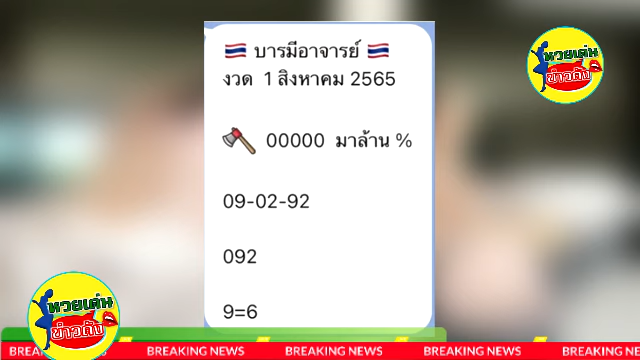 🇹🇭 บารมีอาจารย์ 🇹🇭
งวด 1 สิงหาคม 2565
🪓 00000 มาล้าน %
09-02-92
092
9=6
หวยเด่น
ข่าวดัง
หวยเด่น
ข่าวดัง
BREAKING NEWS BREAKING NEWS BREAKING NEWS BREAKING NEWS